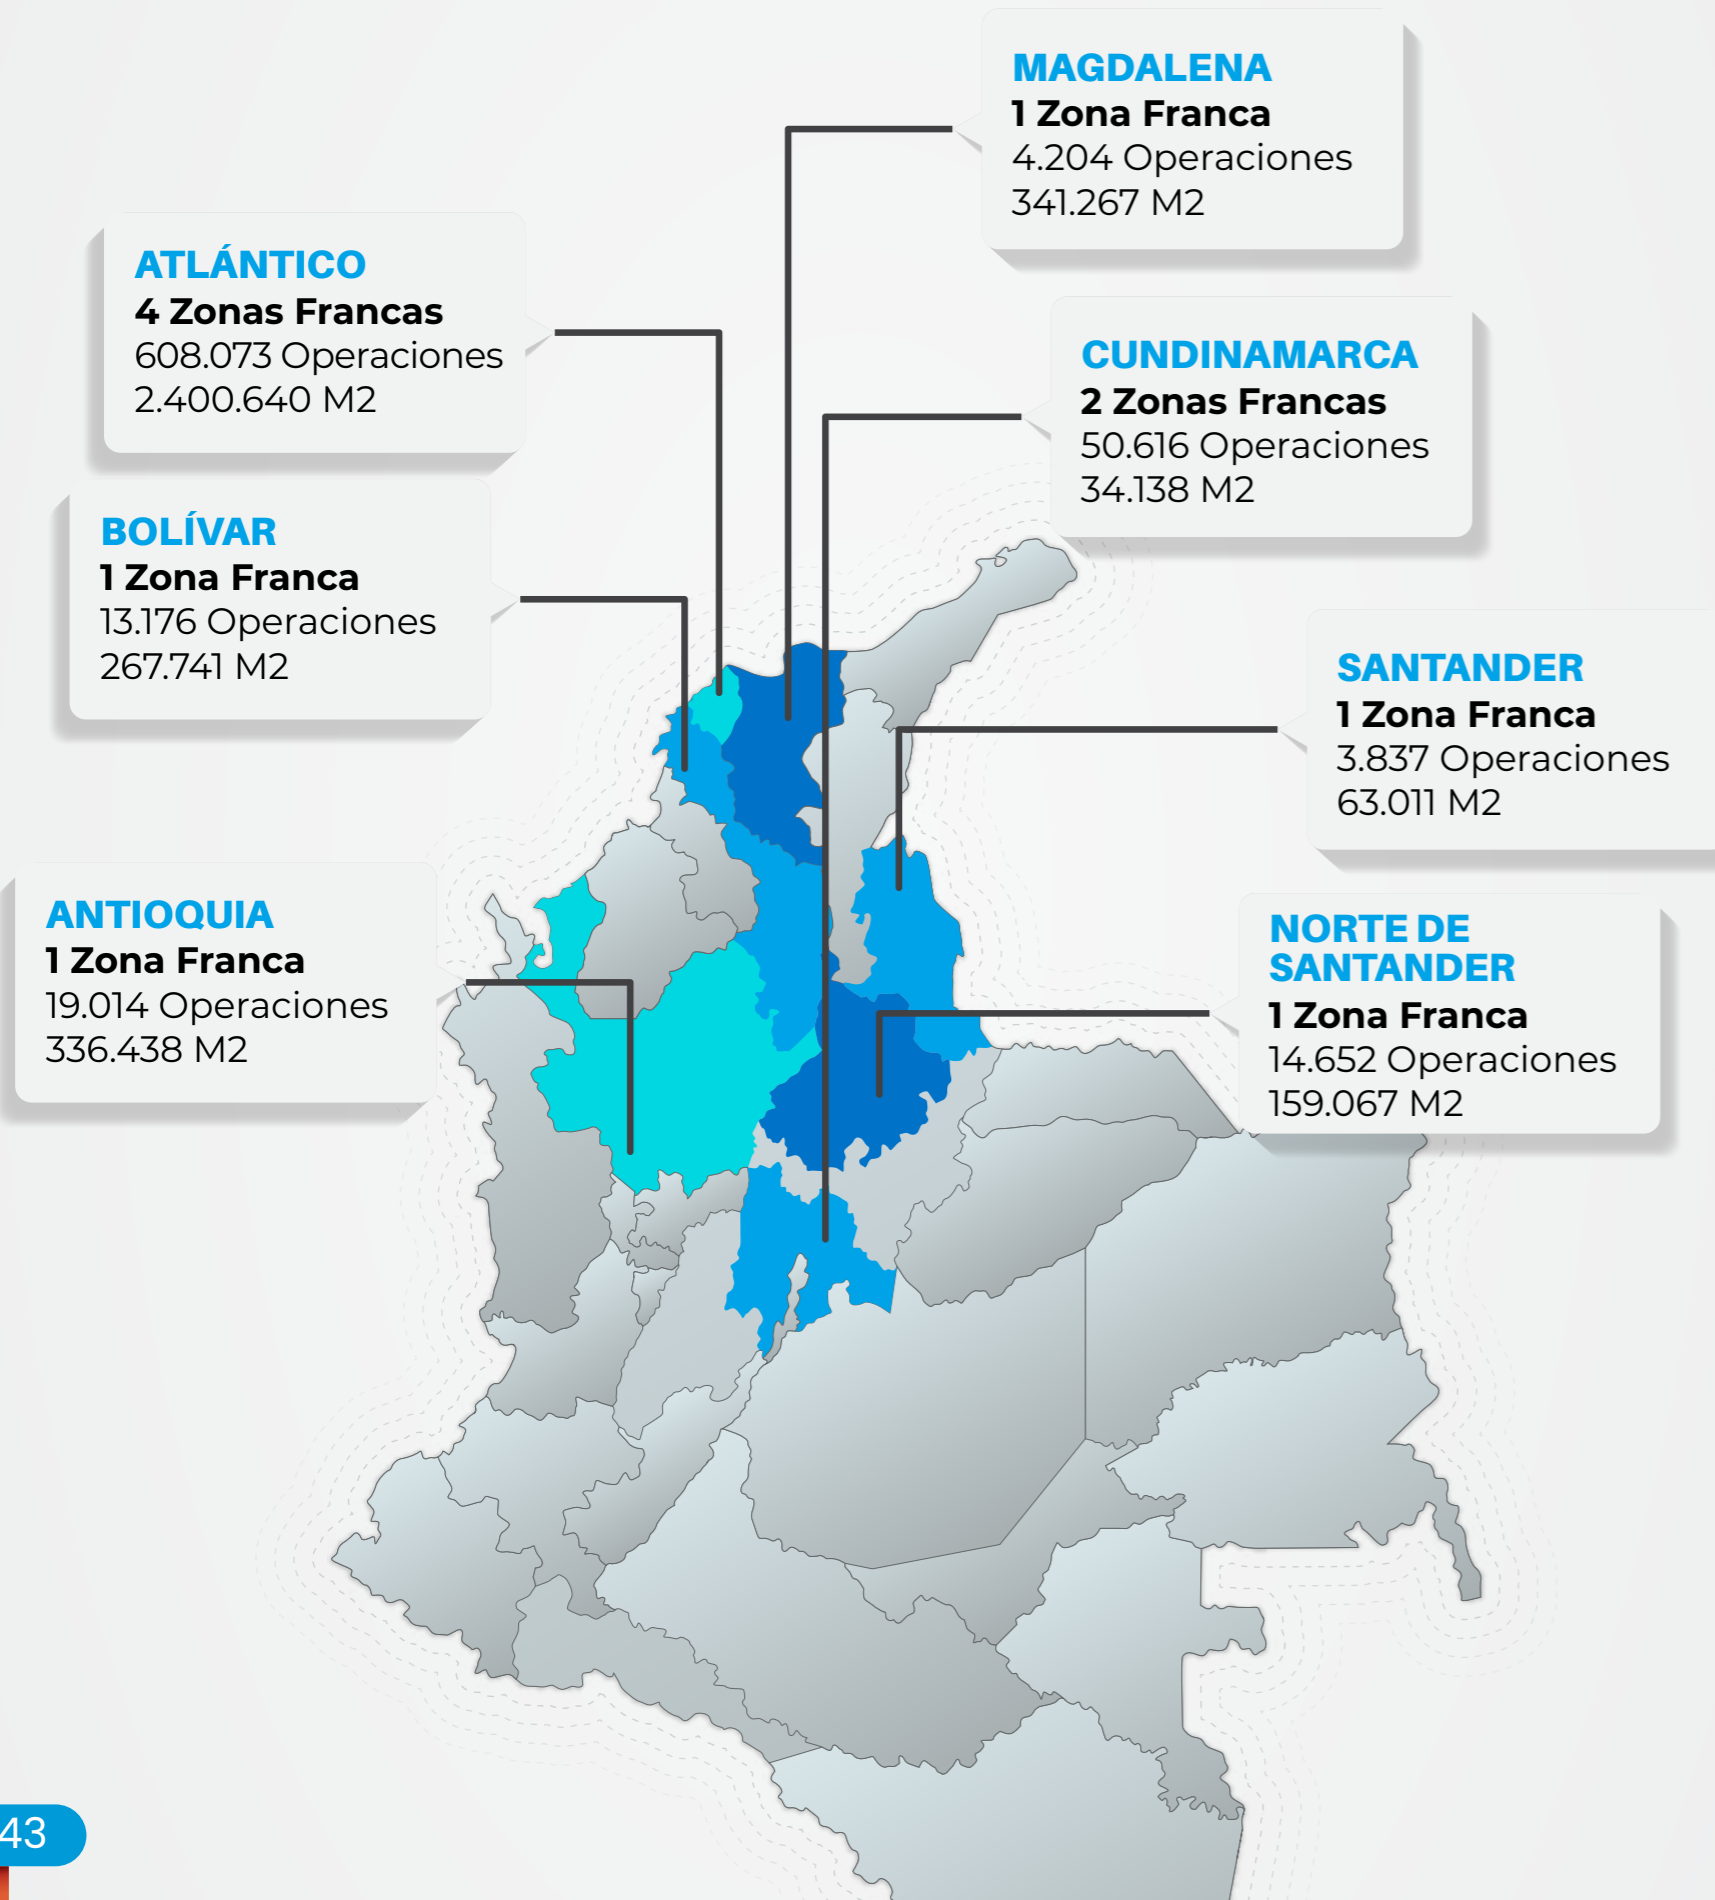 MAGDALENA
1 Zona Franca
4.204 Operaciones
341.267 M2
ATLÁNTICO
4 Zonas Francas
608.073 Operaciones
2.400.640 M2
CUNDINAMARCA
2 Zonas Francas
50.616 Operaciones
34.138 M2
BOLÍVAR
1 Zona Franca
13.176 Operaciones
267.741 M2
SANTANDER
1 Zona Franca
3.837 Operaciones
63.011 M2
ANTIOQUIA
1 Zona Franca
19.014 Operaciones
336.438 M2
NORTE DE
SANTANDER
1 Zona Franca
14.652 Operaciones
159.067 M2
43